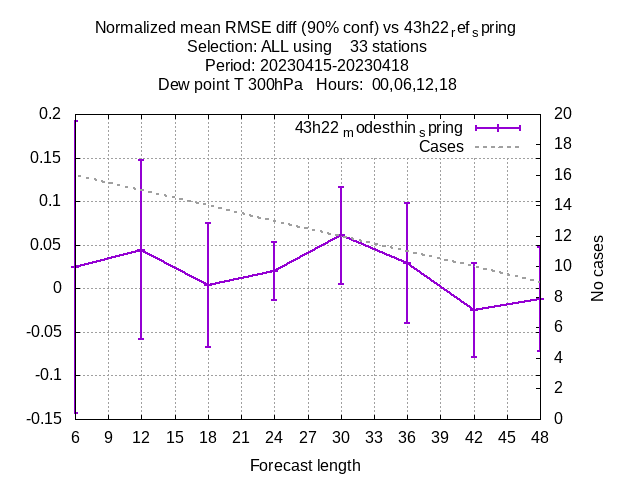 Normalized mean RMSE diff (90% conf) vs 43h22refspring
Selection: ALL using 33 stations
Period: 20230415-20230418
Dew point T 300hPa Hours: 00,06,12,18
43h22modesthinspring
Cases
0.2
0.15
0.1
0.05
0
-0.05
-0.1
-0.15
20
18
16
14
12
10
8
6
4
2
0
No cases
6 9 12 15 18 21 24 27 30 33 36 39 42 45 48
Forecast length